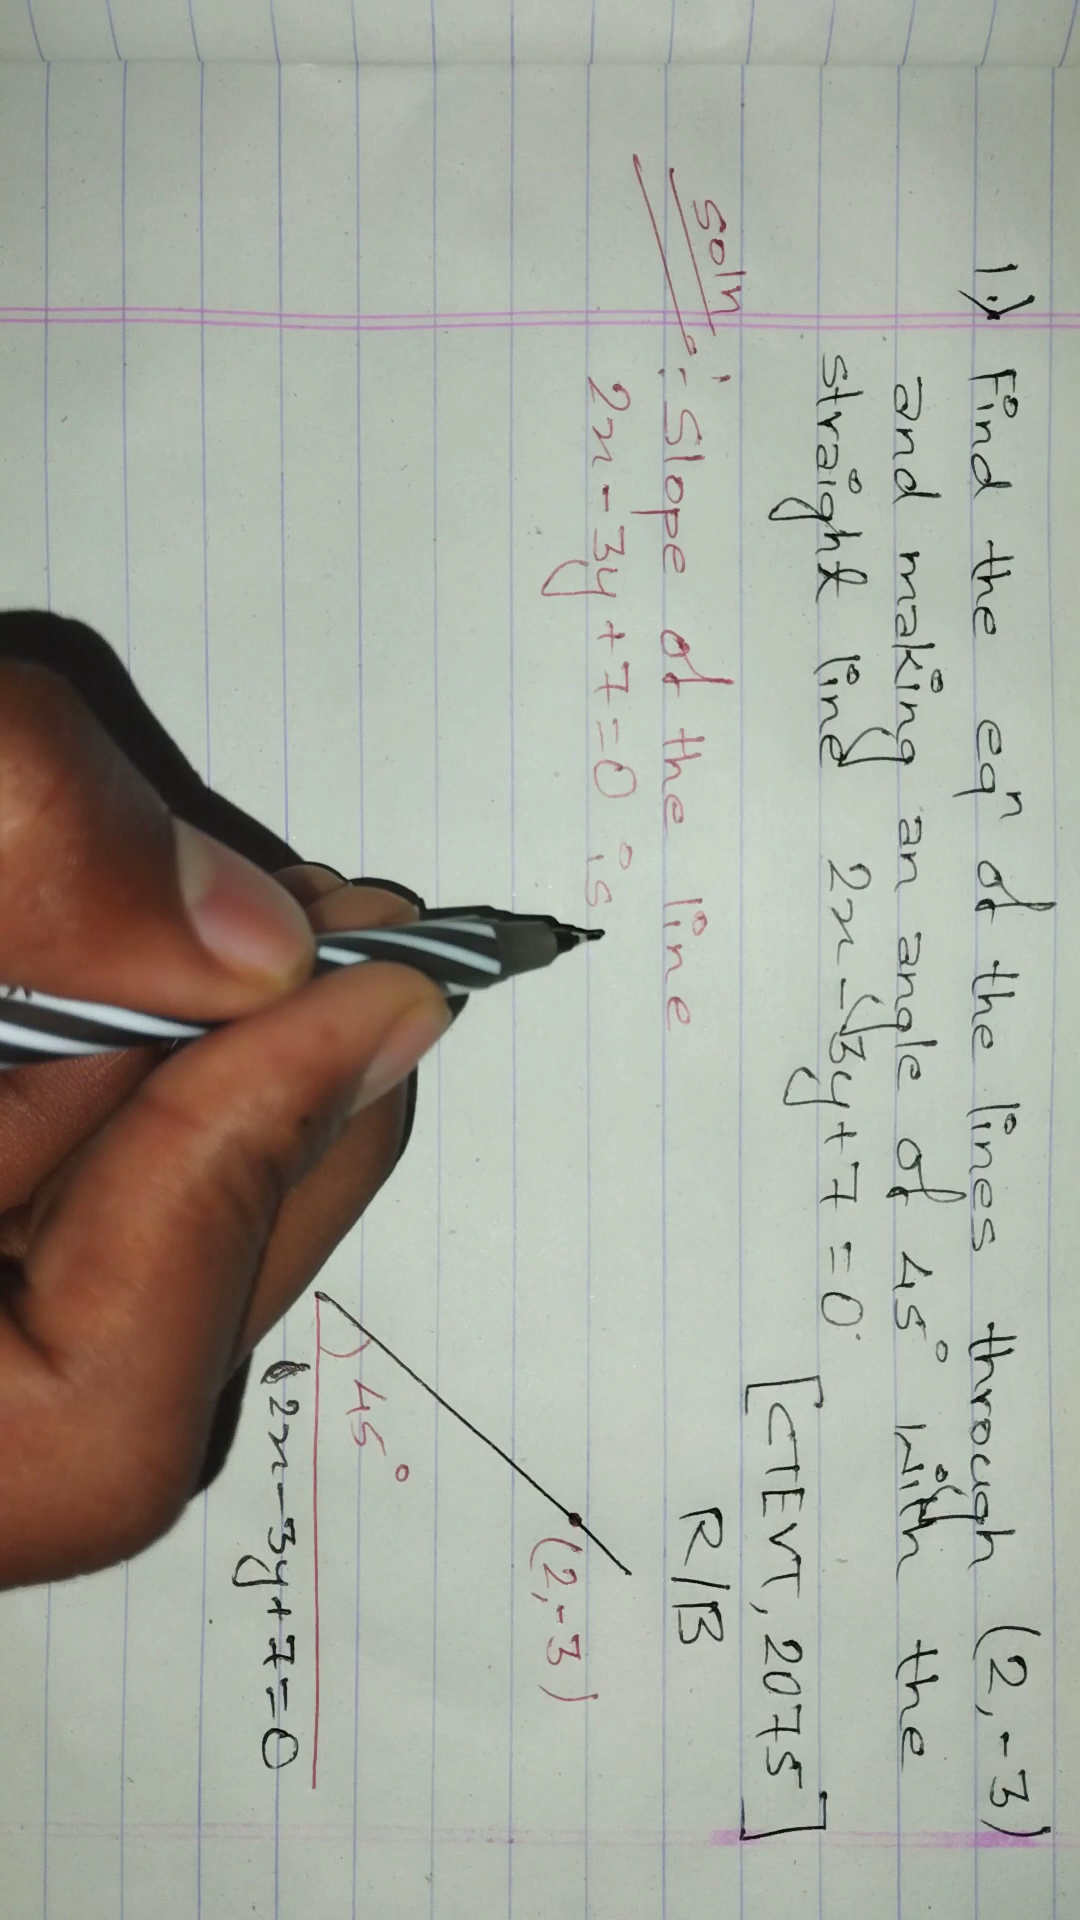 1.) Find the eqⁿ of the lines through (2,-3)
and making an angle of 45° with the
straight line 2x-3y+7=0.
[CTEVT, 2075]
R/B
soln
:- Slope of the line
2x-3y+7=0 is
(2,-3)
45°
2x-3y+7=0